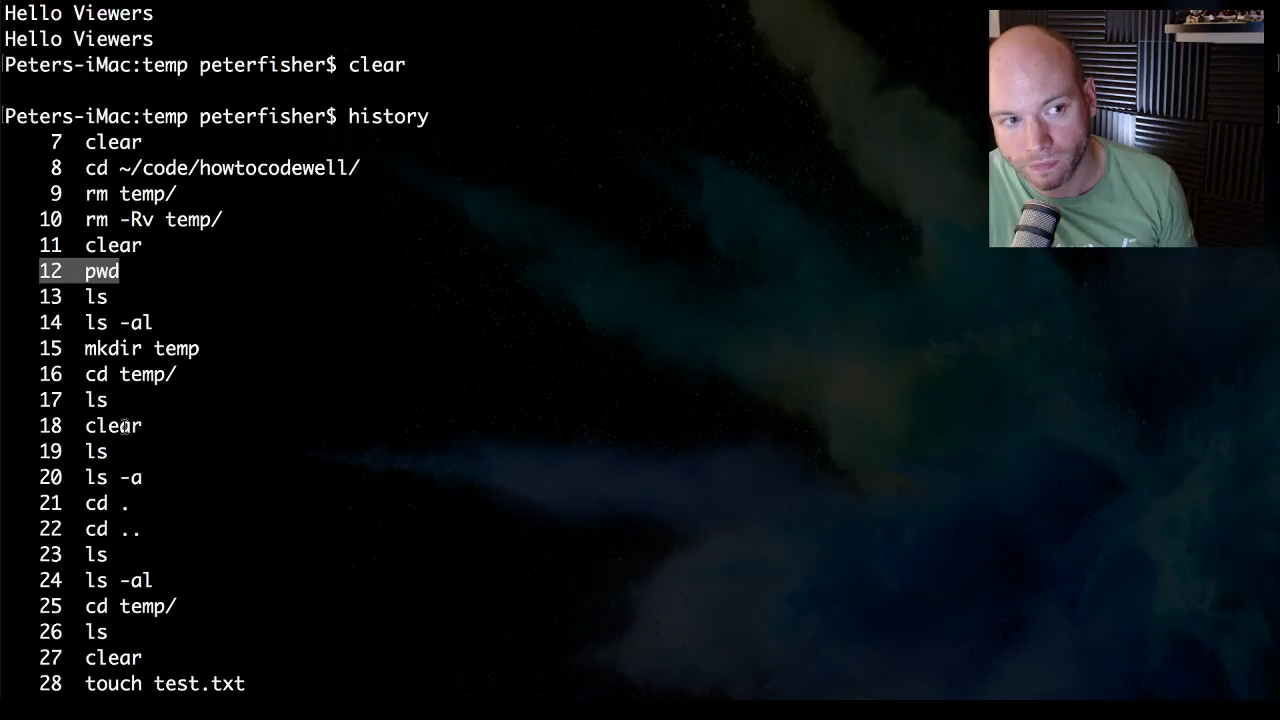 Hello Viewers
Hello Viewers
Peters-iMac:temp peterfisher$ clear
Peters-iMac:temp peterfisher$ history
7 clear
8 cd ~/code/howtocodewell/
9 rm temp/
10 rm -Rv temp/
11 clear
12 pwd
13 ls
14 ls -al
15 mkdir temp
16 cd temp/
17 ls
18 clear
19 ls
20 ls -a
21 cd .
22 cd ..
23 ls
24 ls -al
25 cd temp/
26 ls
27 clear
28 touch test.txt